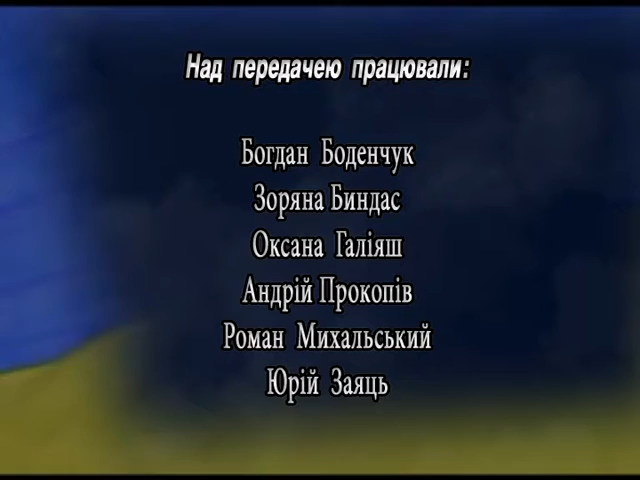 Над передачею працювали:
Богдан Боденчук
Зоряна Биндас
Оксана Галіяш
Андрій Прокопів
Роман Михальський
Юрій Заяць